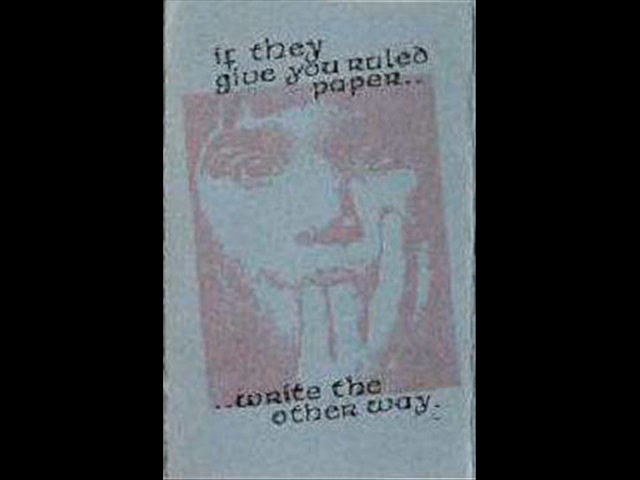 if they
give you ruled
paper..
..write the
other way.